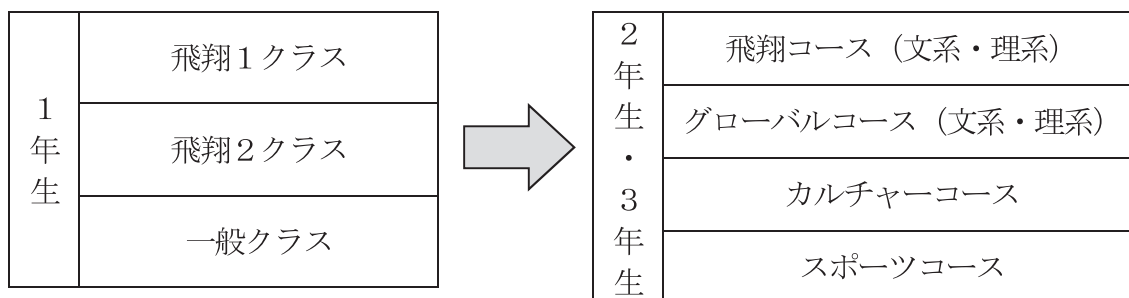 1年生
飛翔1クラス
飛翔2クラス
一般クラス
2年生・3年生
飛翔コース（文系・理系）
グローバルコース（文系・理系）
カルチャーコース
スポーツコース